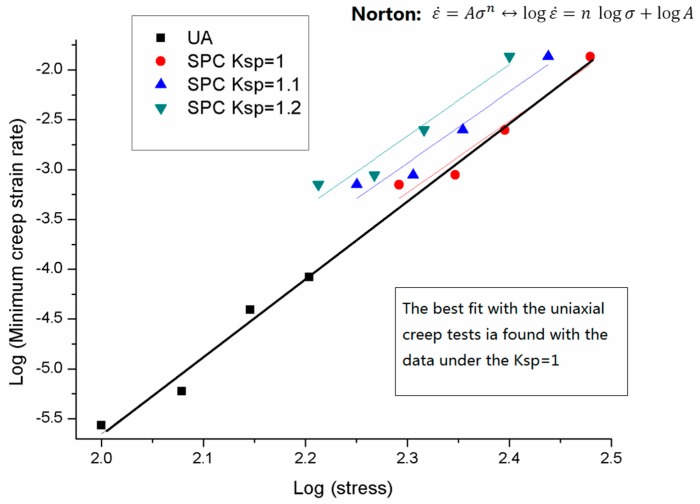 Norton: ε̇ = Aσⁿ ↔ log ε̇ = n log σ + log A
UA
SPC Ksp=1
SPC Ksp=1.1
SPC Ksp=1.2
Log (Minimum creep strain rate)
-2.0
-2.5
-3.0
-3.5
-4.0
-4.5
-5.0
-5.5
The best fit with the uniaxial
creep tests ia found with the
data under the Ksp=1
2.0 2.1 2.2 2.3 2.4 2.5
Log (stress)